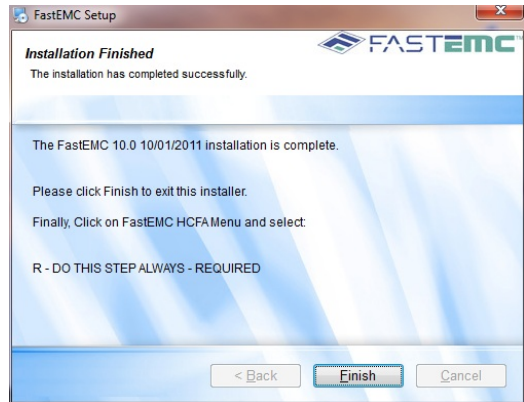 FastEMC Setup
Installation Finished
The installation has completed successfully.
FASTEMC™
The FastEMC 10.0 10/01/2011 installation is complete.
Please click Finish to exit this installer.
Finally, Click on FastEMC HCFA Menu and select:
R - DO THIS STEP ALWAYS - REQUIRED
< Back
Finish
Cancel